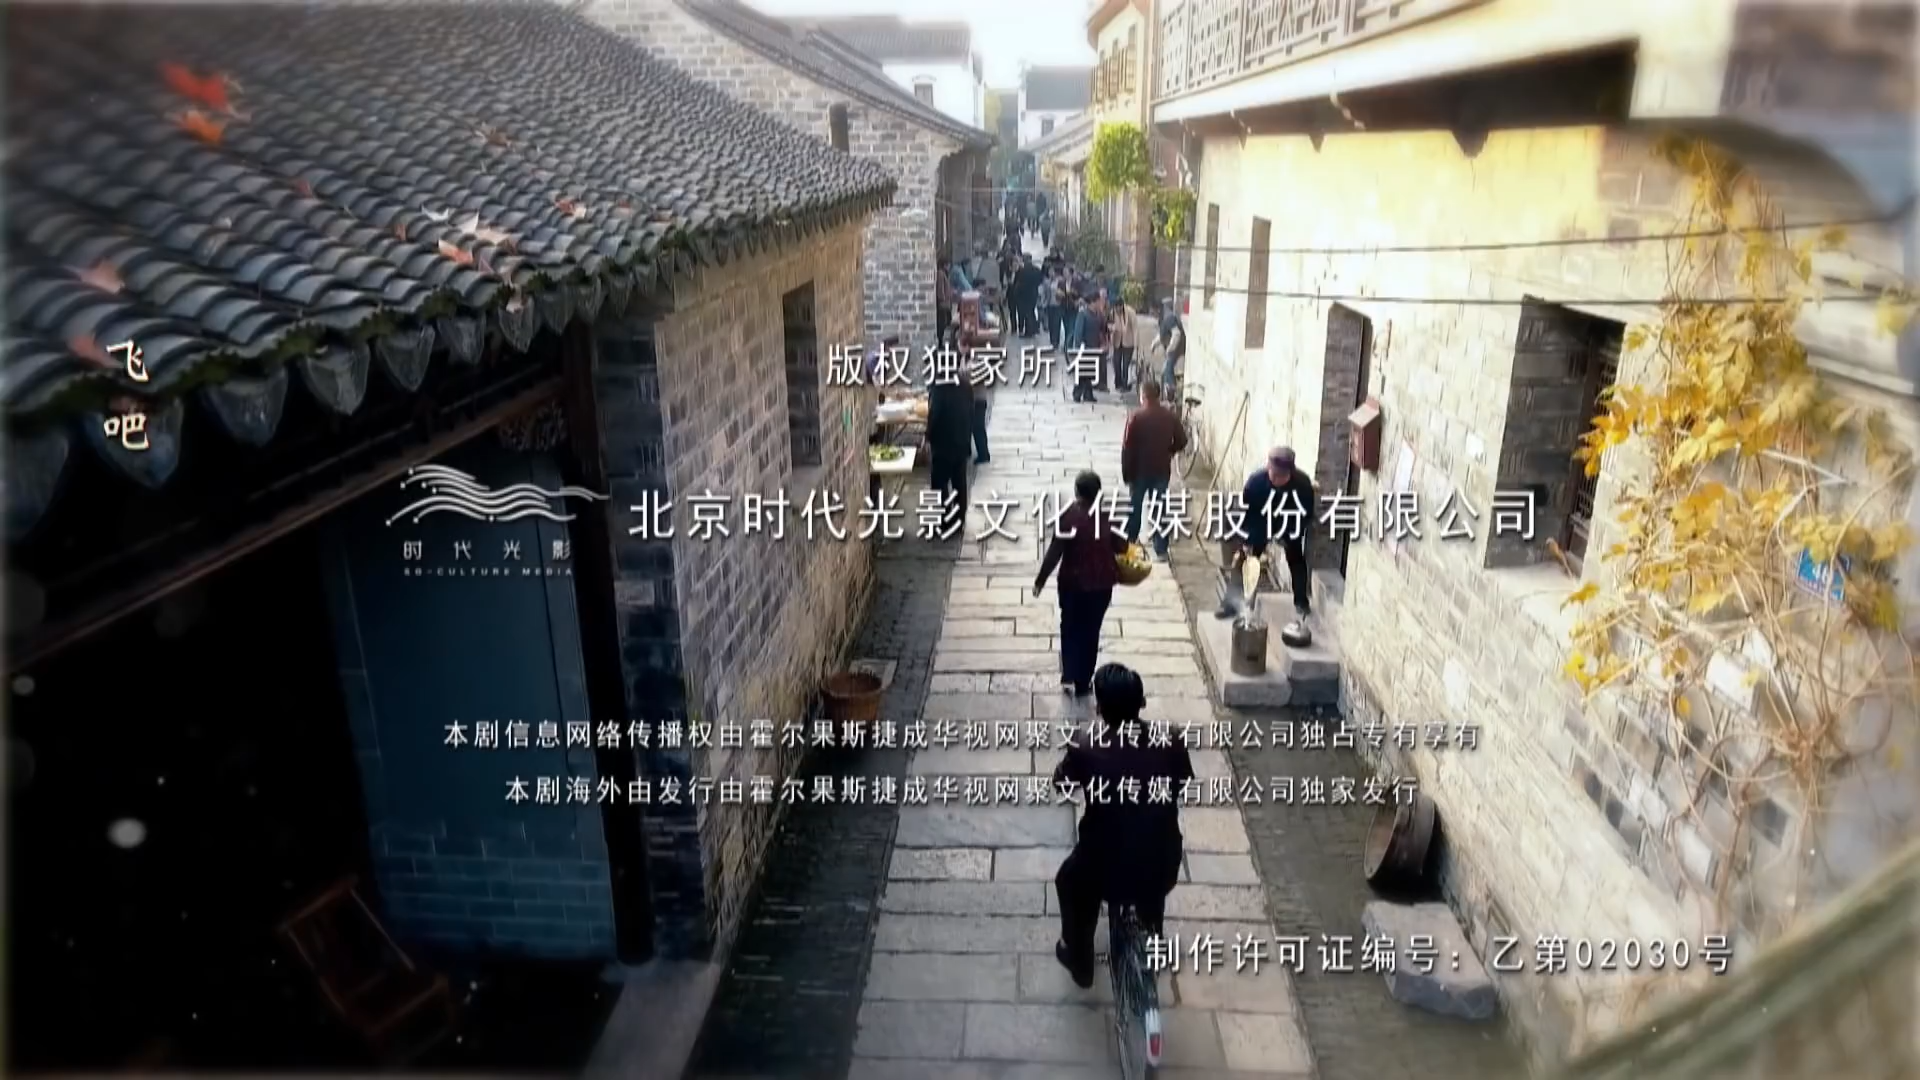 版权独家所有
飞吧
北京时代光影文化传媒股份有限公司
时代光影
SG-CULTURE MEDIA
本剧信息网络传播权由霍尔果斯捷成华视网聚文化传媒有限公司独占专有享有
本剧海外由发行由霍尔果斯捷成华视网聚文化传媒有限公司独家发行
制作许可证编号：乙第02030号